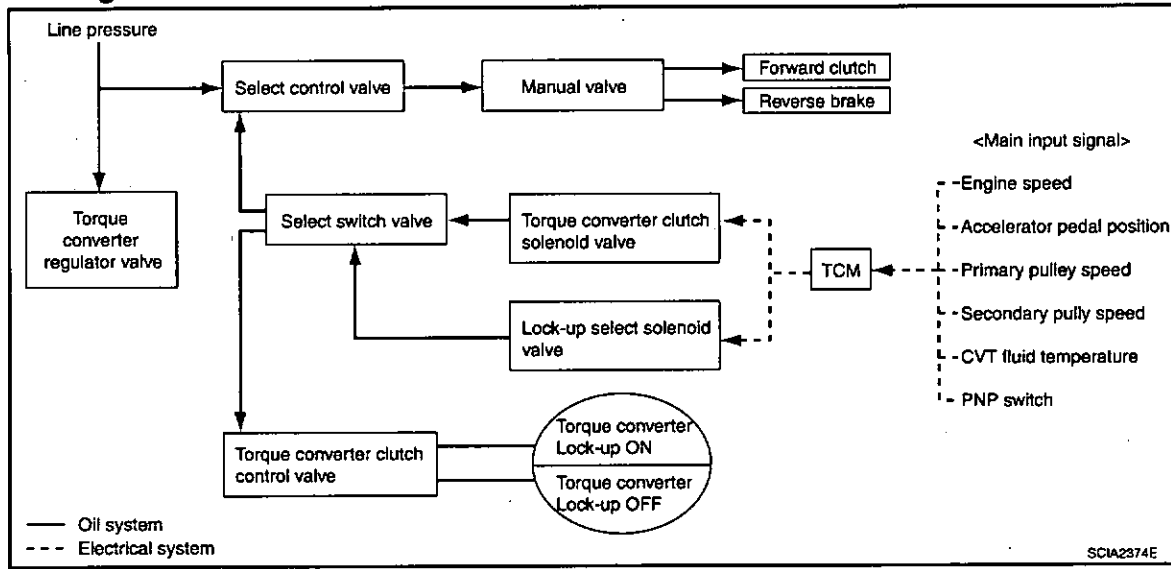 Line pressure
Select control valve
Manual valve
Forward clutch
Reverse brake
<Main input signal>
Torque
converter
regulator valve
Select switch valve
Torque converter clutch
solenoid valve
TCM
Engine speed
Accelerator pedal position
Primary pulley speed
Secondary pully speed
CVT fluid temperature
PNP switch
Lock-up select solenoid
valve
Torque converter clutch
control valve
Torque converter
Lock-up ON
Torque converter
Lock-up OFF
Oil system
Electrical system
SCIA2374E